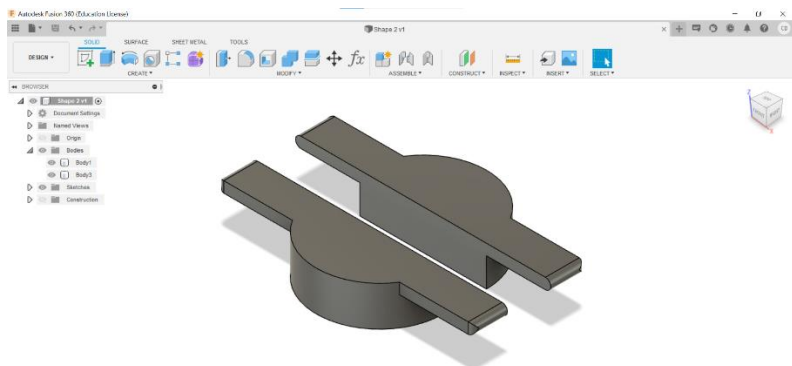 Autodesk Fusion 360 (Education License)
Shape 2 v1
SOLID SURFACE SHEET METAL TOOLS
DESIGN
CREATE MODIFY ASSEMBLE CONSTRUCT INSPECT INSERT SELECT
BROWSER
Shape 2 v1
Document Settings
Named Views
Origin
Bodies
Body1
Body3
Sketches
Construction